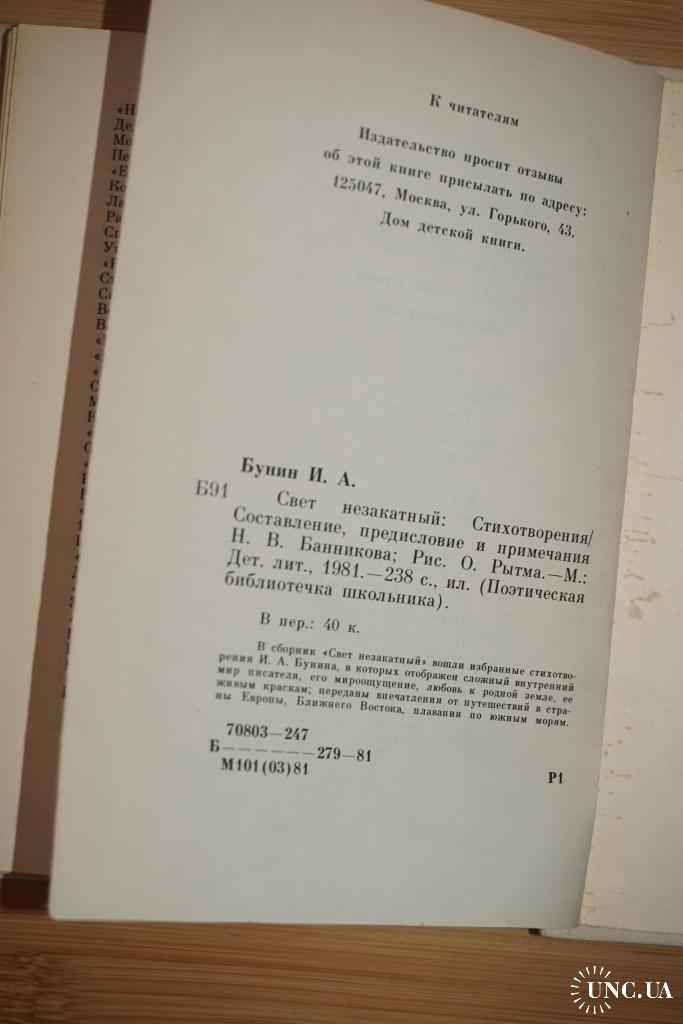 К читателям
Издательство просит отзывы
об этой книге присылать по адресу:
125047, Москва, ул. Горького, 43.
Дом детской книги.
Бунин И. А.
Б91
Свет незакатный: Стихотворения/
Составление, предисловие и примечания
Н. В. Банникова; Рис. О. Рытма.—М.:
Дет. лит., 1981.—238 с., ил. (Поэтическая
библиотечка школьника).
В пер.: 40 к.
В сборник «Свет незакатный» вошли избранные стихотво-
рения И. А. Бунина, в которых отображен сложный внутренний
мир писателя, его мироощущение, любовь к родной земле, ее
живым краскам; переданы впечатления от путешествий в стра-
ны Европы, Ближнего Востока, плавания по южным морям.
70803—247
Б——————279—81
М101(03)81
Р1
UNC.UA